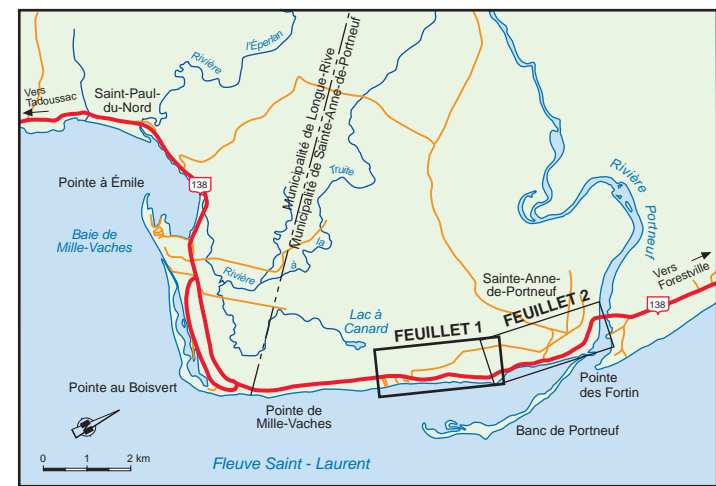 Rivière
l'Éperlan
Vers
Tadoussac
Saint-Paul-
du-Nord
Municipalité de Longue-Rive
Municipalité de Sainte-Anne-de-Portneuf
138
Pointe à Émile
Truite
Rivière
Portneuf
Baie de
Mille-Vaches
Rivière
à
la
Sainte-Anne-
de-Portneuf
Vers
Forestville
Lac à
Canard
FEUILLET 1
FEUILLET 2
138
Pointe au Boisvert
Pointe de
Mille-Vaches
Pointe
des Fortin
Banc de Portneuf
0 1 2 km
Fleuve Saint - Laurent